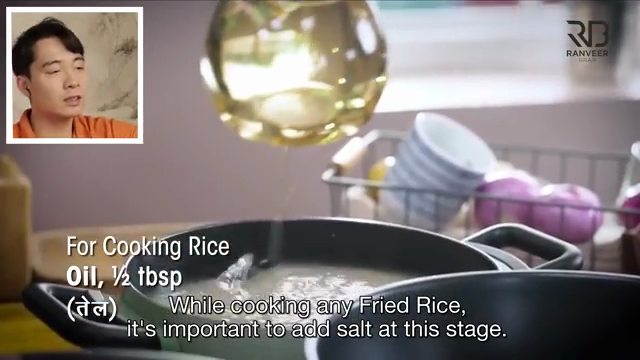 RB
RANVEER
BRAR
For Cooking Rice
Oil, ½ tbsp
(तेल)
While cooking any Fried Rice,
it's important to add salt at this stage.